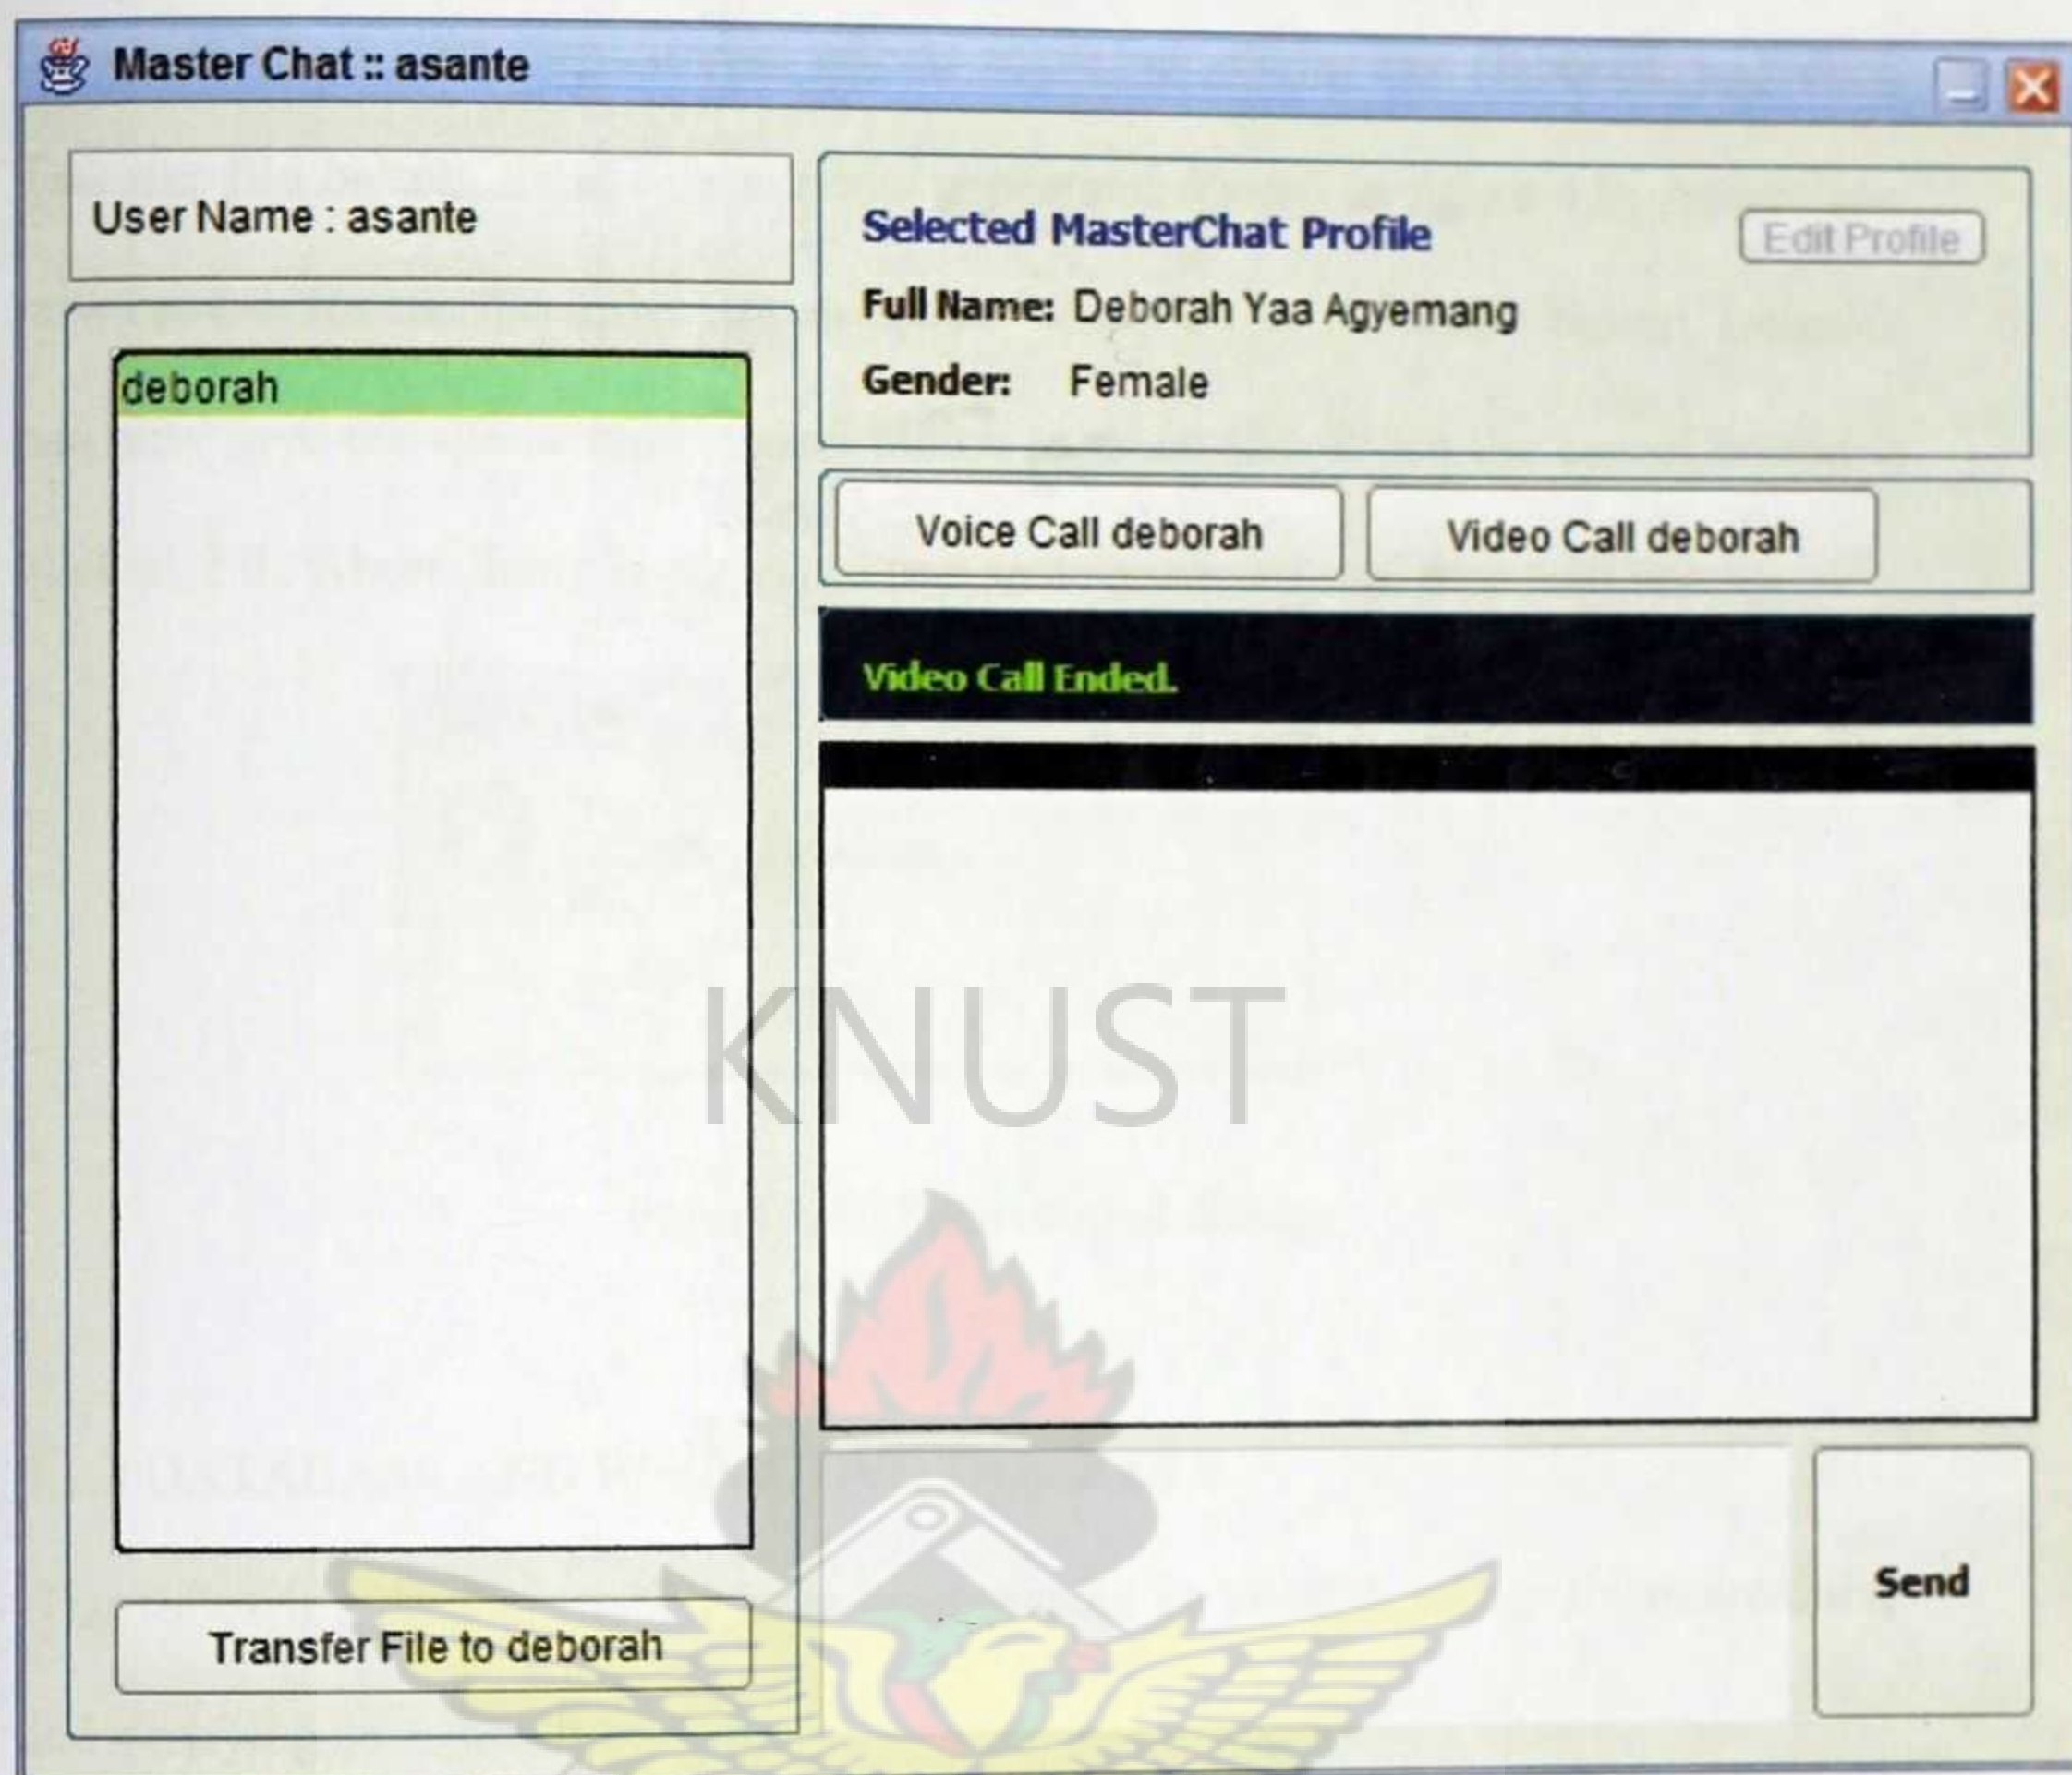 Master Chat :: asante
User Name : asante
deborah
Transfer File to deborah
Selected MasterChat Profile
Edit Profile
Full Name: Deborah Yaa Agyemang
Gender: Female
Voice Call deborah
Video Call deborah
Video Call Ended.
Send
KNUST